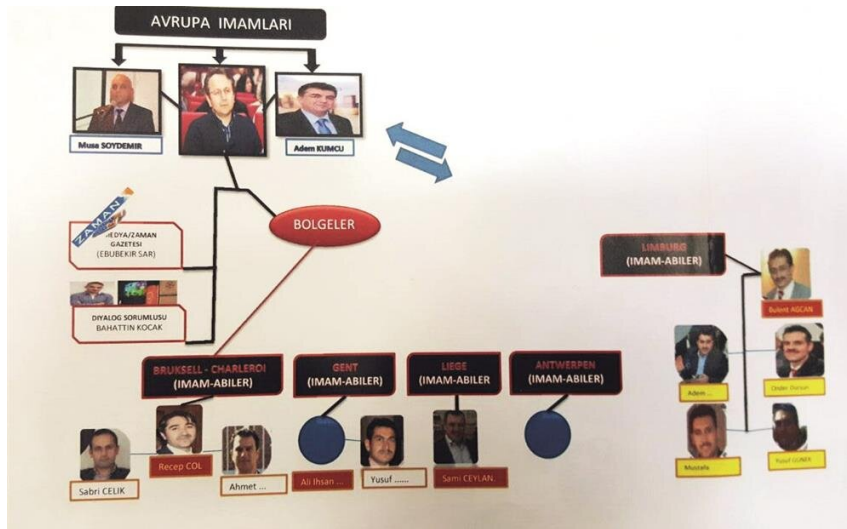 AVRUPA İMAMLARI
Musa SOYDEMIR
Adem KUMCU
ZAMAN
MEDYA/ZAMAN
GAZETESI
(EBUBEKIR SAR)
BOLGELER
DIYALOG SORUMLUSU
BAHATTIN KOCAK
LIMBURG
(IMAM-ABILER)
Bulent AGCAN
Adem ...
Onder Dursun
Mustafa
Yusuf
BRUKSELL - CHARLEROI
(IMAM-ABILER)
GENT
(IMAM-ABILER)
LIEGE
(IMAM-ABILER
ANTWERPEN
(IMAM-ABILER)
Sabri CELIK
Recep COL
Ahmet ...
Ali Ihsan ...
Yusuf ......
Sami CEYLAN.